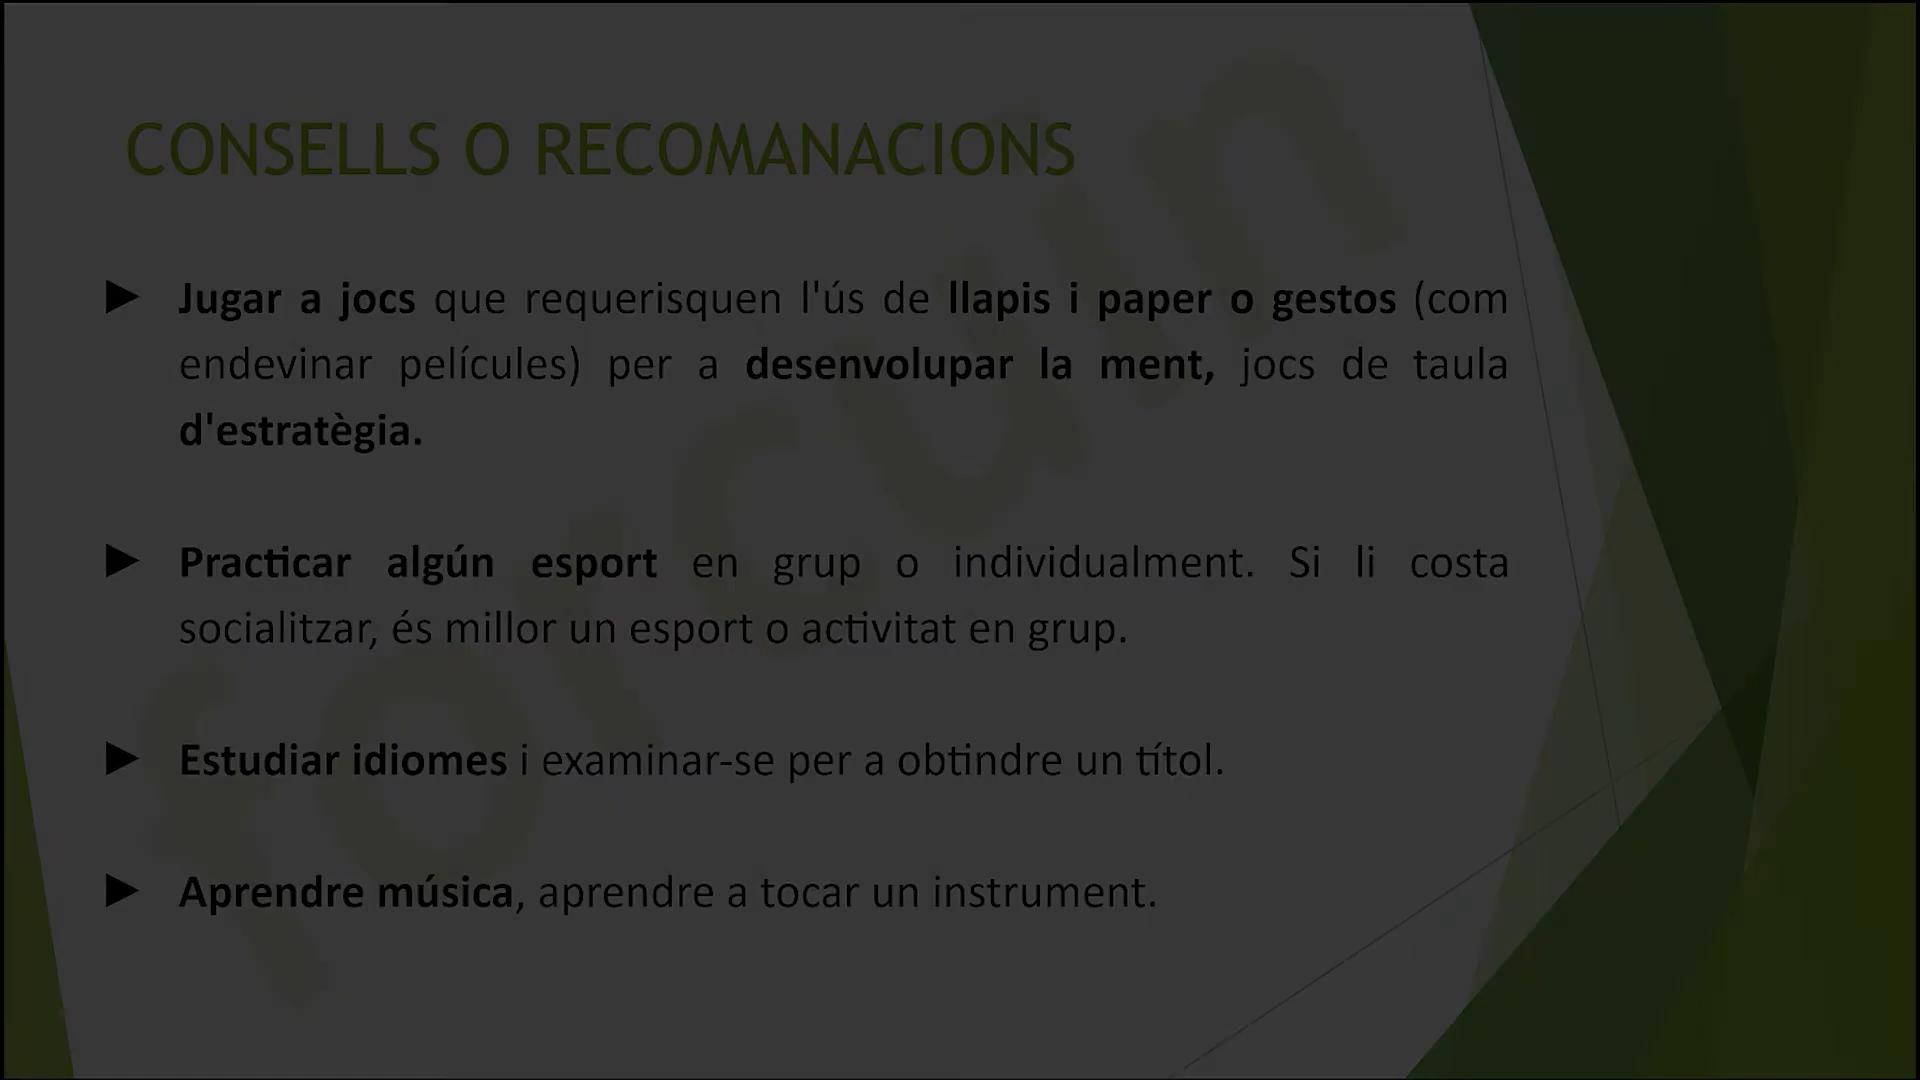 CONSELLS O RECOMANACIONS
► Jugar a jocs que requerisquen l'ús de llapis i paper o gestos (com
endevinar películes) per a desenvolupar la ment, jocs de taula
d'estratègia.
► Practicar algún esport en grup o individualment. Si li costa
socialitzar, és millor un esport o activitat en grup.
► Estudiar idiomes i examinar-se per a obtindre un títol.
► Aprendre música, aprendre a tocar un instrument.
forcuin